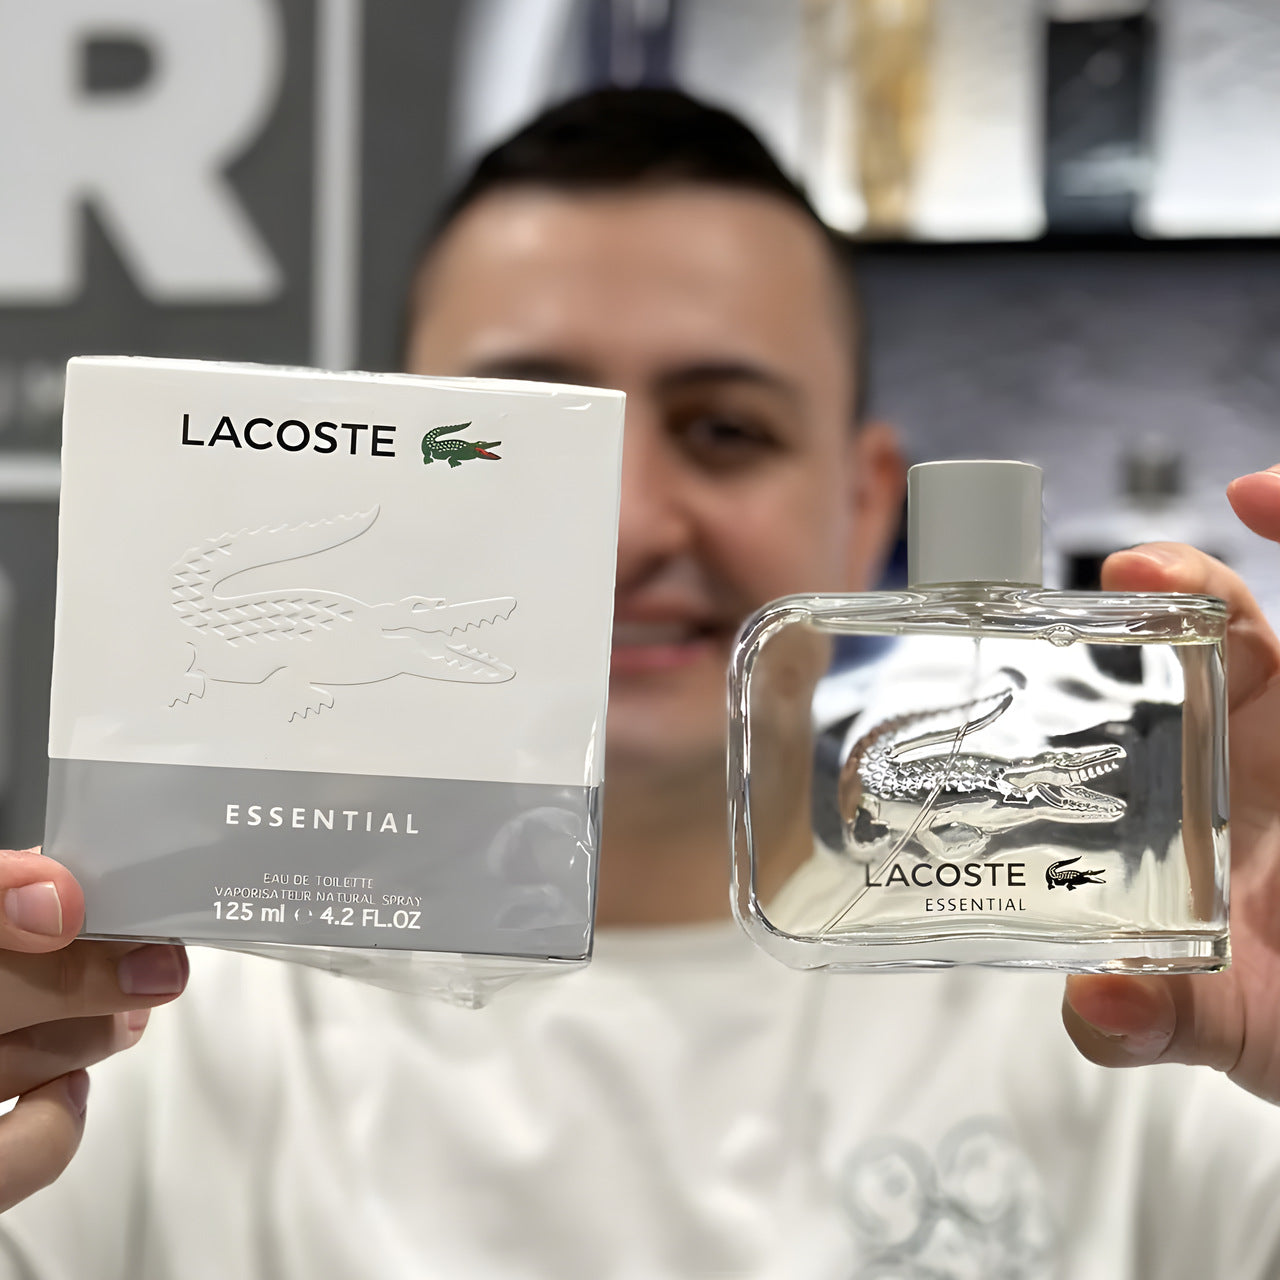 R
LACOSTE
ESSENTIAL
EAU DE TOILETTE
VAPORISATEUR NATURAL SPRAY
125 ml e 4.2 FL.OZ
LACOSTE
ESSENTIAL